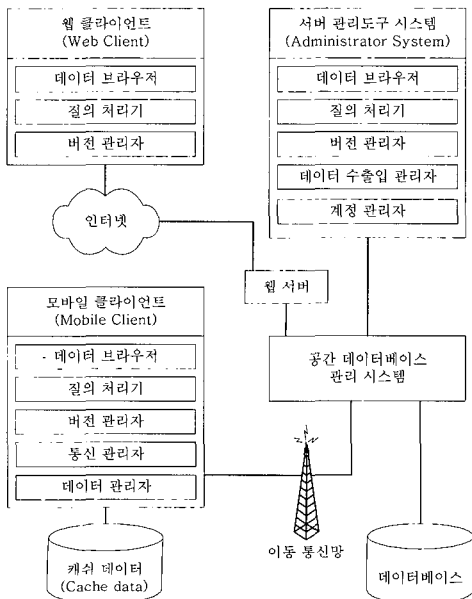 웹 클라이언트
(Web Client)
데이터 브라우저
질의 처리기
버전 관리자
서버 관리도구 시스템
(Administrator System)
데이터 브라우저
질의 처리기
버전 관리자
데이터 수출입 관리자
계정 관리자
인터넷
웹 서버
모바일 클라이언트
(Mobile Client)
데이터 브라우저
질의 처리기
버전 관리자
통신 관리자
데이터 관리자
공간 데이터베이스
관리 시스템
이동 통신망
캐쉬 데이터
(Cache data)
데이터베이스